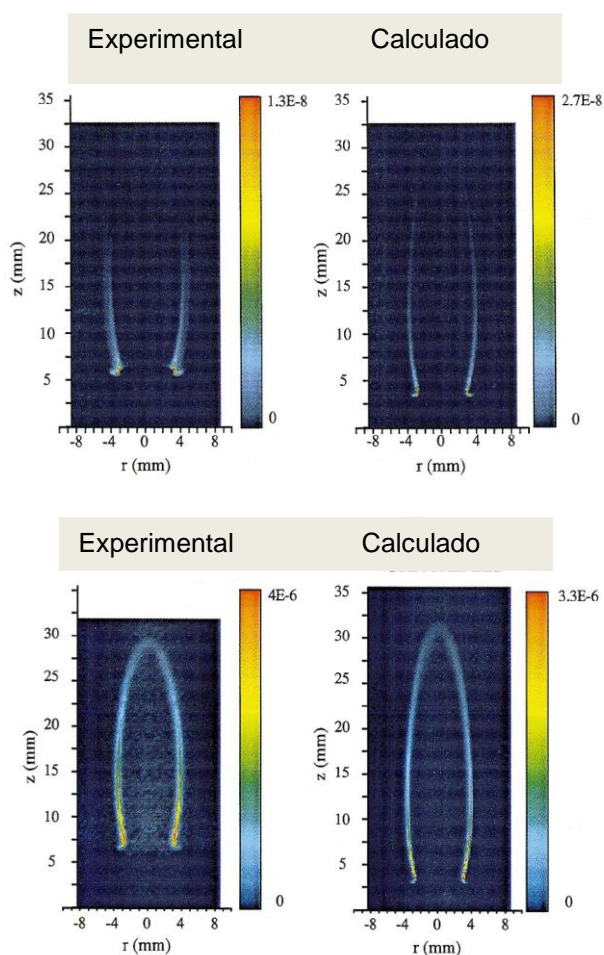 Experimental Calculado
35 1.3E-8 35 2.7E-8
30 30
25 25
20 20
z (mm) z (mm)
15 15
10 10
5 5
0 0
-8 -4 0 4 8 -8 -4 0 4 8
r (mm) r (mm)
Experimental Calculado
4E-6 35 3.3E-6
30 30
25 25
20 20
z (mm) z (mm)
15 15
10 10
5 5
0 0
-8 -4 0 4 8 -8 -4 0 4 8
r (mm) r (mm)